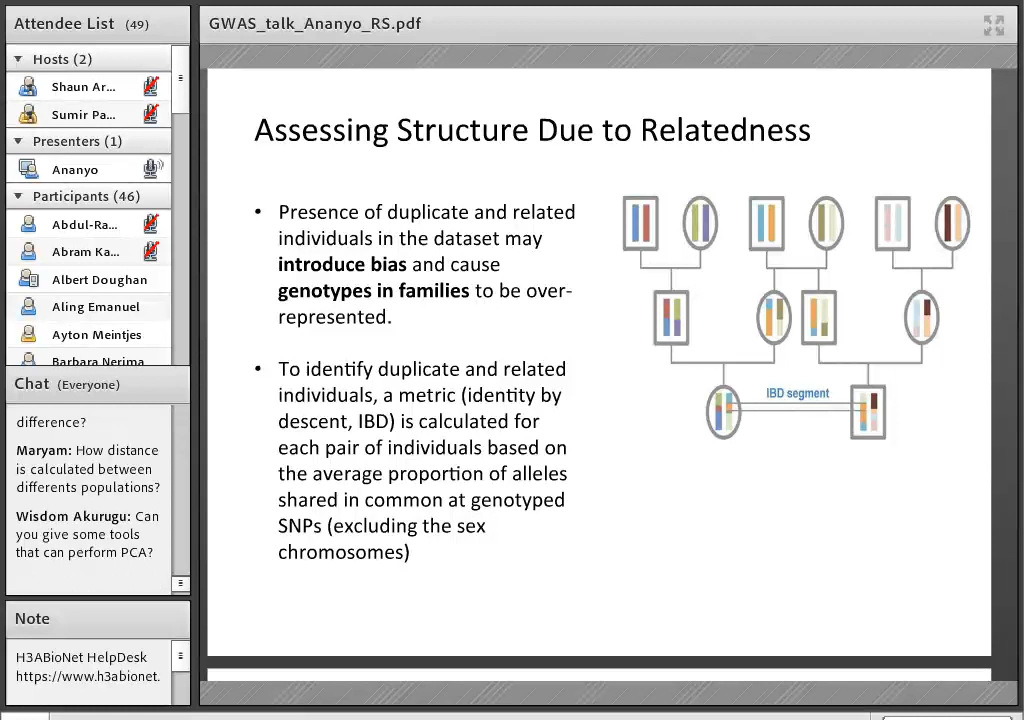 Attendee List (49)
Hosts (2)
Shaun Ar...
Sumir Pa...
Presenters (1)
Ananyo
Participants (46)
Abdul-Ra...
Abram Ka...
Albert Doughan
Aling Emanuel
Ayton Meintjes
Barbara Nerima
Chat (Everyone)
difference?
Maryam: How distance
is calculated between
differents populations?
Wisdom Akurugu: Can
you give some tools
that can perform PCA?
Note
H3ABioNet HelpDesk
https://www.h3abionet.
GWAS_talk_Ananyo_RS.pdf
Assessing Structure Due to Relatedness
• Presence of duplicate and related
individuals in the dataset may
introduce bias and cause
genotypes in families to be over-
represented.
• To identify duplicate and related
individuals, a metric (identity by
descent, IBD) is calculated for
each pair of individuals based on
the average proportion of alleles
shared in common at genotyped
SNPs (excluding the sex
chromosomes)
IBD segment